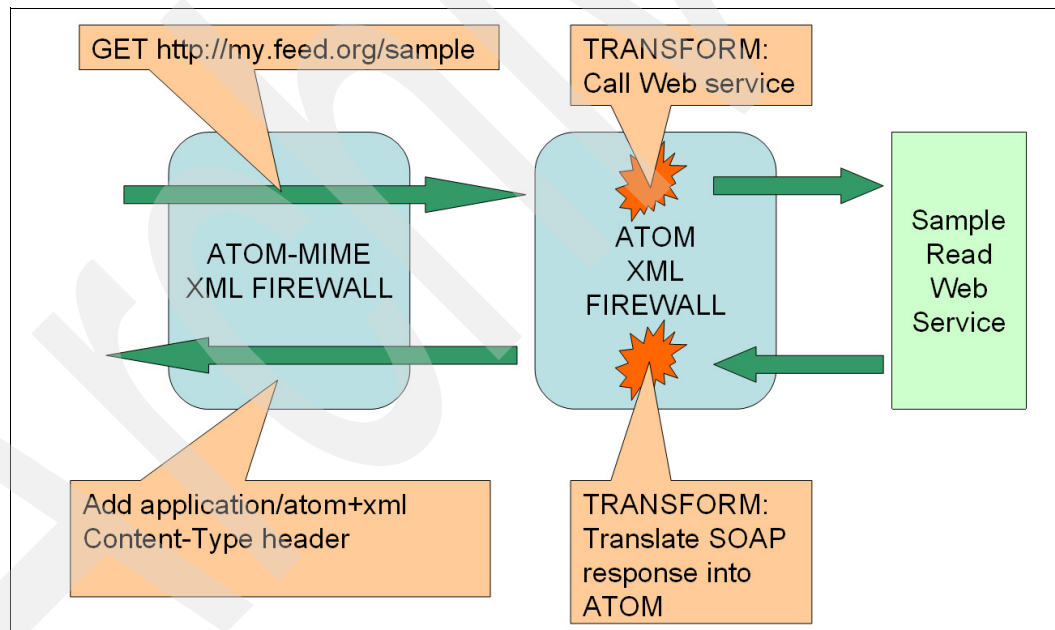 GET http://my.feed.org/sample
TRANSFORM:
Call Web service
ATOM-MIME
XML FIREWALL
ATOM
XML
FIREWALL
Sample
Read
Web
Service
Add application/atom+xml
Content-Type header
TRANSFORM:
Translate SOAP
response into
ATOM